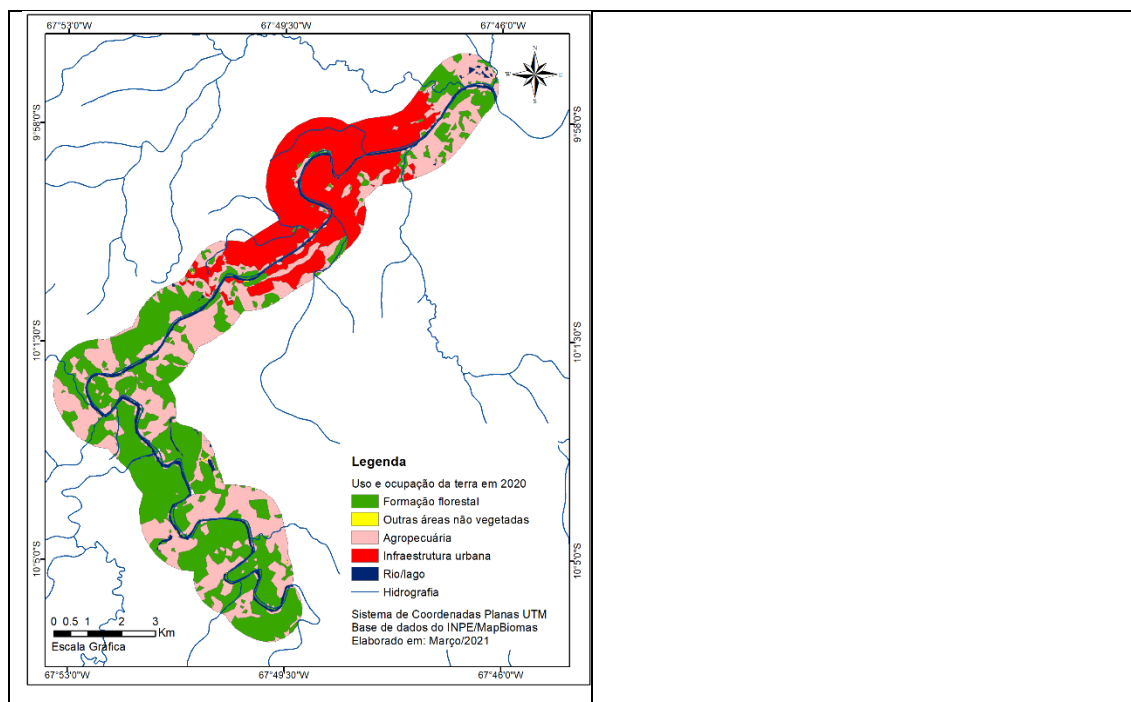 67°53'0"W 67°49'30"W 67°46'0"W
9°58'0"S 9°58'0"S
10°1'30"S 10°1'30"S
10°5'0"S 10°5'0"S
Legenda
Uso e ocupação da terra em 2020
Formação florestal
Outras áreas não vegetadas
Agropecuária
Infraestrutura urbana
Rio/lago
Hidrografia
Sistema de Coordenadas Planas UTM
Base de dados do INPE/MapBiomas
Elaborado em: Março/2021
0 0.5 1 2 3
Km
Escala Gráfica
67°53'0"W 67°49'30"W 67°46'0"W